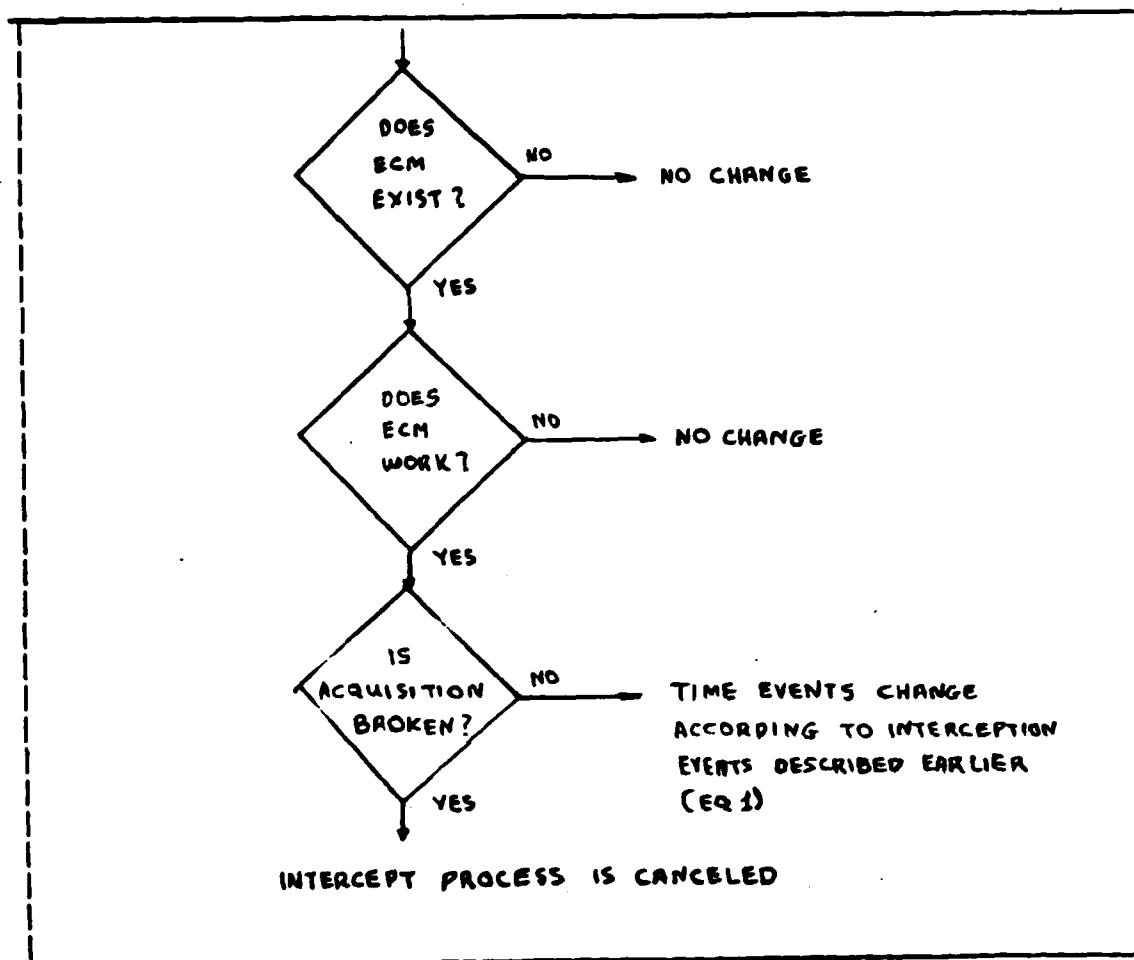 DOES
ECM
EXIST?
NO
NO CHANGE
YES
DOES
ECM
WORK?
NO
NO CHANGE
YES
IS
ACQUISITION
BROKEN?
NO
TIME EVENTS CHANGE
ACCORDING TO INTERCEPTION
EVENTS DESCRIBED EARLIER
(EQ 1)
YES
INTERCEPT PROCESS IS CANCELED